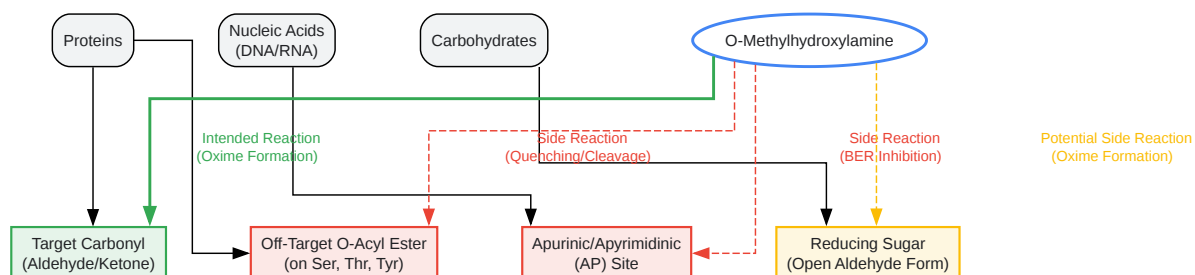 Proteins
Nucleic Acids
(DNA/RNA)
Carbohydrates
O-Methylhydroxylamine
Intended Reaction
(Oxime Formation)
Side Reaction
(Quenching/Cleavage)
Side Reaction
(BER Inhibition)
Potential Side Reaction
(Oxime Formation)
Target Carbonyl
(Aldehyde/Ketone)
Off-Target O-Acyl Ester
(on Ser, Thr, Tyr)
Apurinic/Apyrimidinic
(AP) Site
Reducing Sugar
(Open Aldehyde Form)